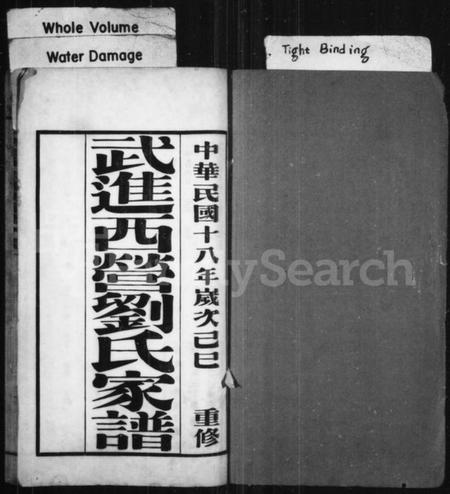 Whole Volume
Water Damage
Tight Binding
中華民國十八年歲次己巳 重修
武進西營劉氏家譜